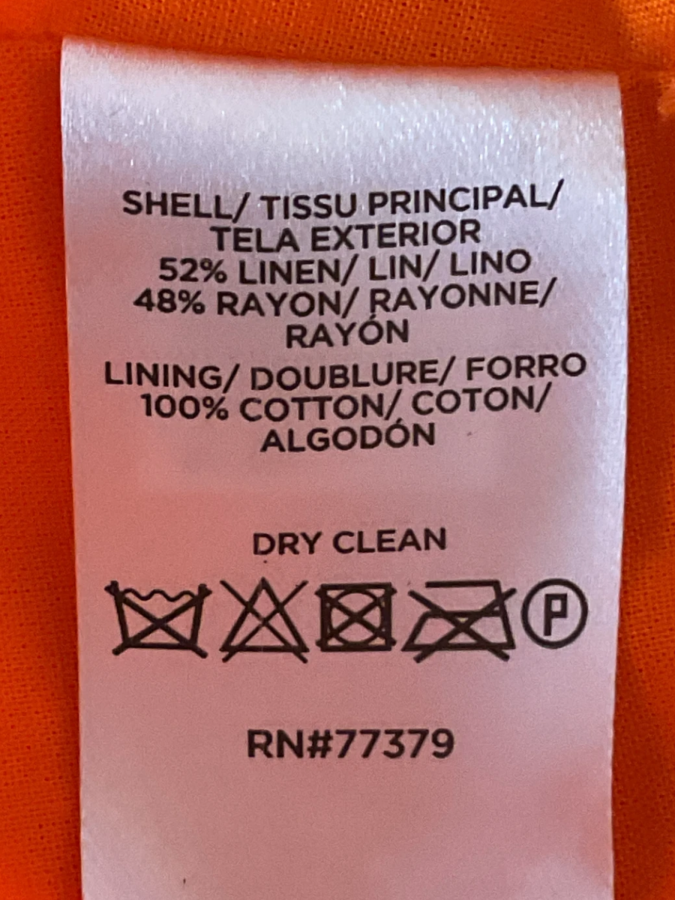 SHELL/ TISSU PRINCIPAL/
TELA EXTERIOR
52% LINEN/ LIN/ LINO
48% RAYON/ RAYONNE/
RAYÓN
LINING/ DOUBLURE/ FORRO
100% COTTON/ COTON/
ALGODÓN
DRY CLEAN
P
RN#77379